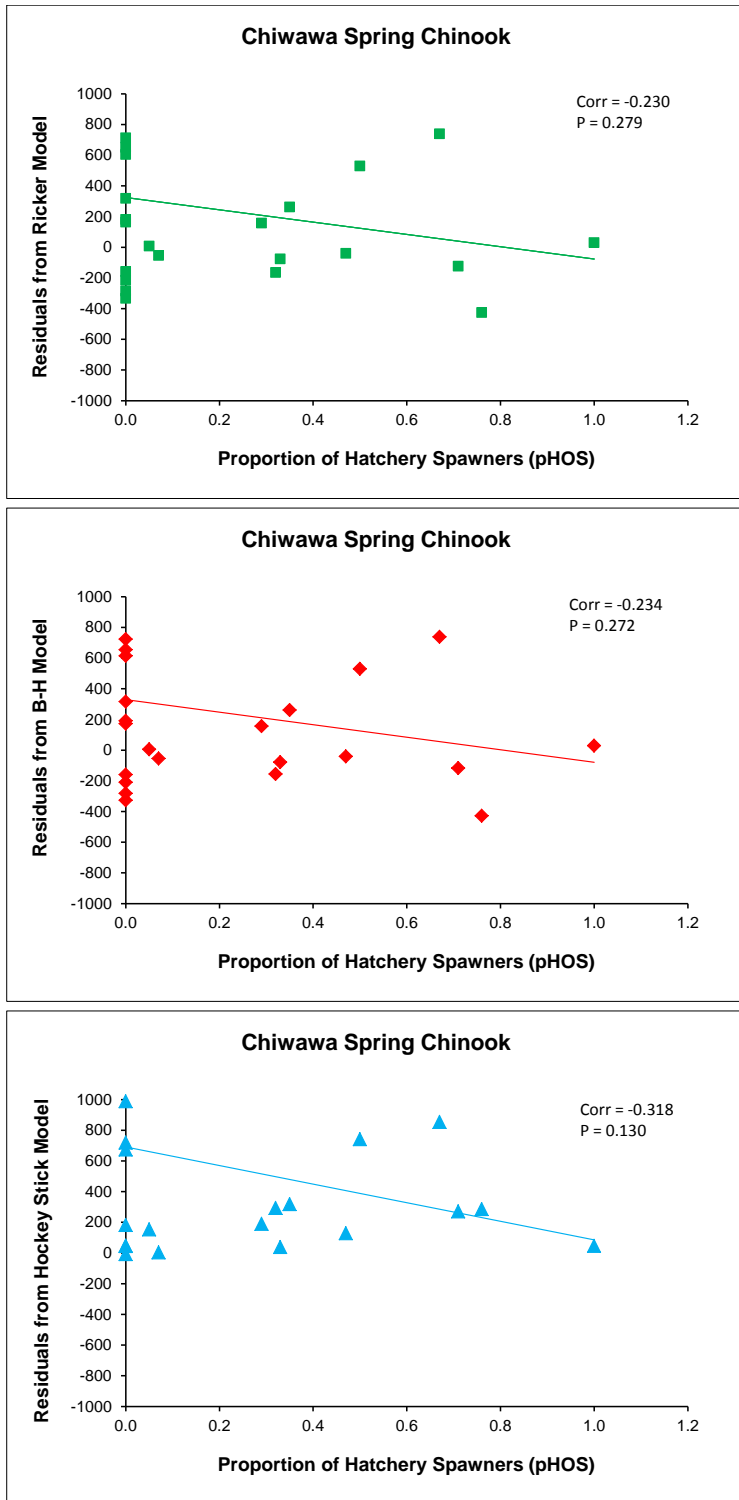 Chiwawa Spring Chinook
Corr = -0.230
P = 0.279
Residuals from Ricker Model
1000
800
600
400
200
0
-200
-400
-600
-800
-1000
0.0 0.2 0.4 0.6 0.8 1.0 1.2
Proportion of Hatchery Spawners (pHOS)
Chiwawa Spring Chinook
Corr = -0.234
P = 0.272
Residuals from B-H Model
1000
800
600
400
200
0
-200
-400
-600
-800
-1000
0.0 0.2 0.4 0.6 0.8 1.0 1.2
Proportion of Hatchery Spawners (pHOS)
Chiwawa Spring Chinook
Corr = -0.318
P = 0.130
Residuals from Hockey Stick Model
1000
800
600
400
200
0
-200
-400
-600
-800
-1000
0.0 0.2 0.4 0.6 0.8 1.0 1.2
Proportion of Hatchery Spawners (pHOS)